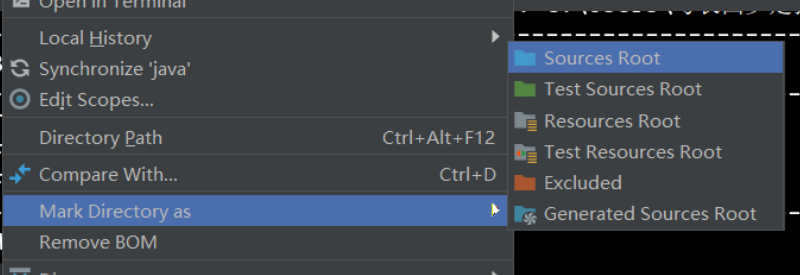 Open in Terminal
Local History
Synchronize 'java'
Edit Scopes...
Directory Path Ctrl+Alt+F12
Compare With... Ctrl+D
Mark Directory as
Remove BOM
Sources Root
Test Sources Root
Resources Root
Test Resources Root
Excluded
Generated Sources Root